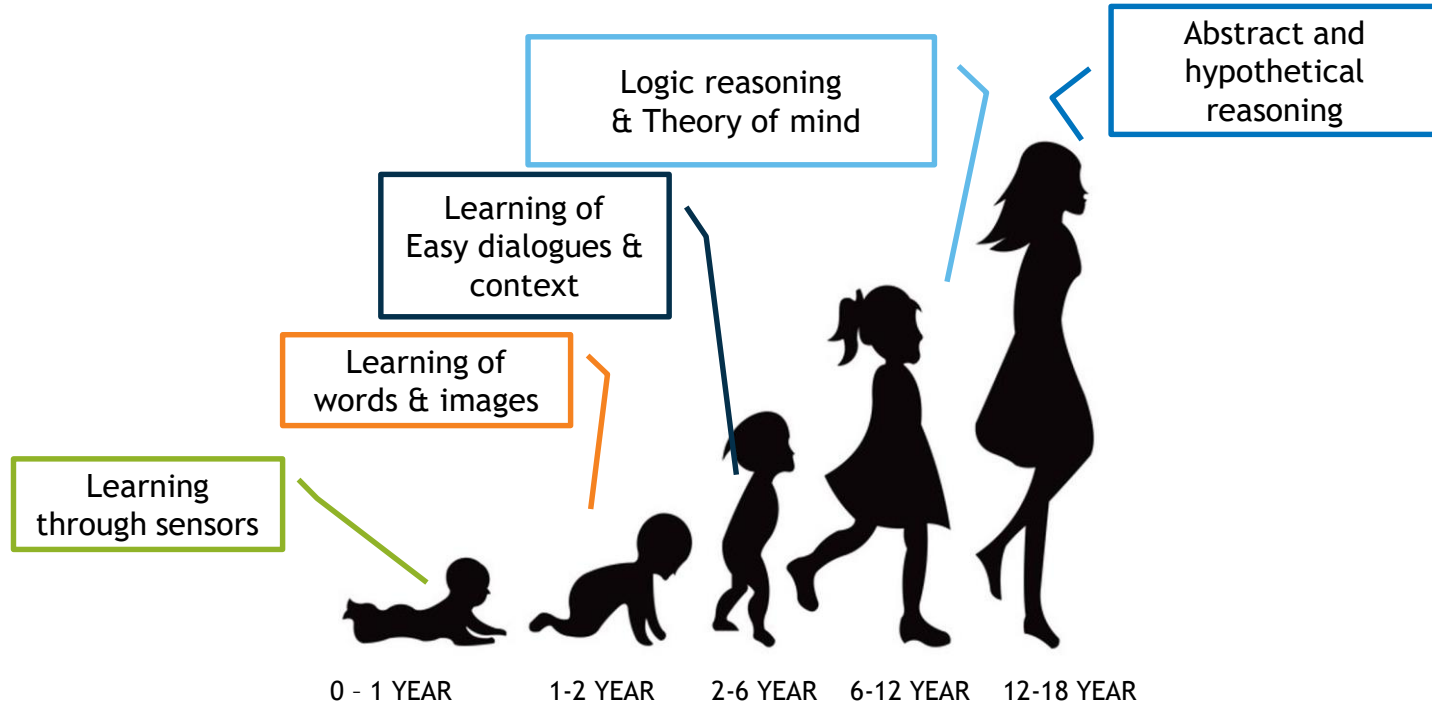 Abstract and
hypothetical
reasoning
Logic reasoning
& Theory of mind
Learning of
Easy dialogues &
context
Learning of
words & images
Learning
through sensors
0 – 1 YEAR
1-2 YEAR
2-6 YEAR
6-12 YEAR
12-18 YEAR